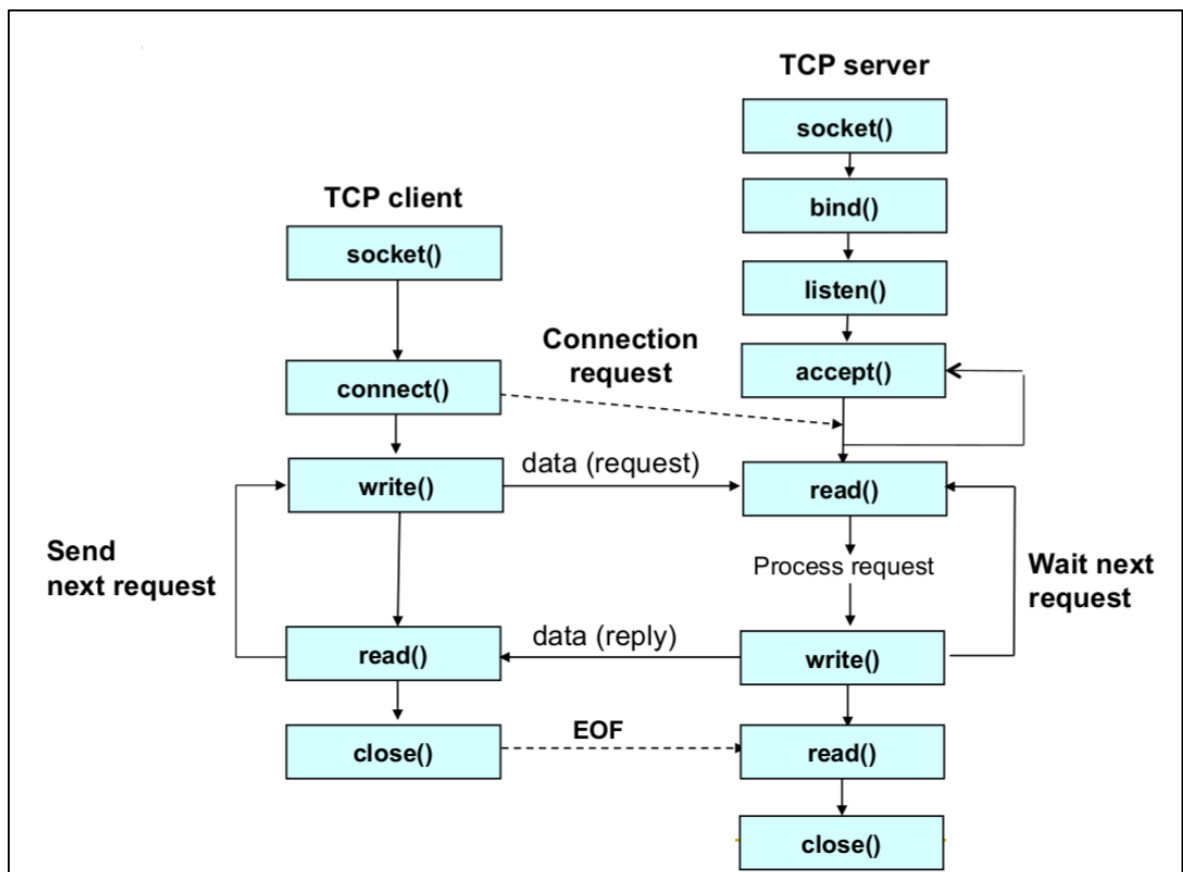 TCP server
socket()
bind()
TCP client
socket()
listen()
Connection
request
accept()
connect()
data (request)
write()
read()
Send
next request
Process request
Wait next
request
data (reply)
read()
write()
EOF
close()
read()
close()